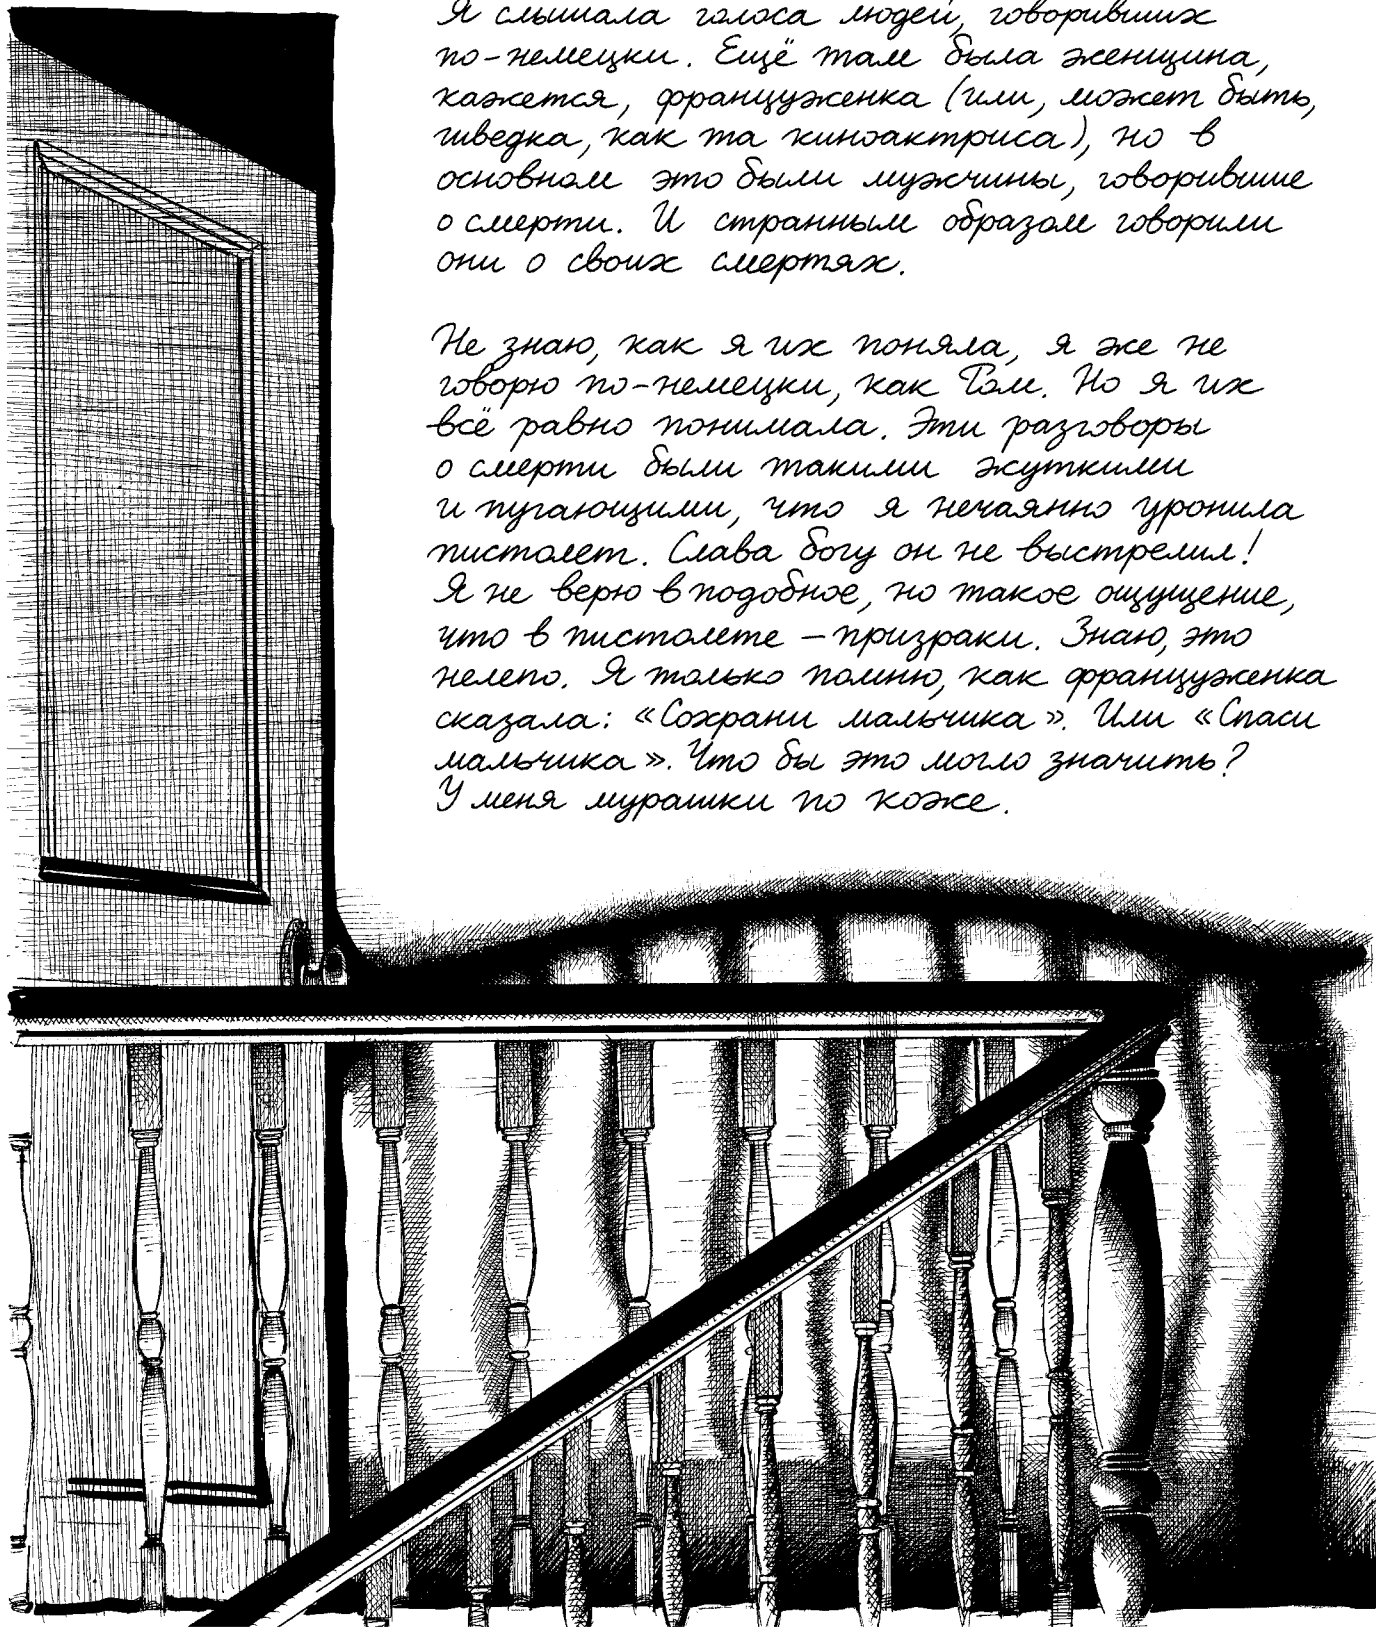 Я слышала голоса людей, говоривших
по-немецки. Ещё там была женщина,
кажется, француженка (или, может быть,
шведка, как та киноактриса), но в
основном это были мужчины, говорившие
о смерти. И странным образом говорили
они о своих смертях.
Не знаю, как я их поняла, я же не
говорю по-немецки, как Том. Но я их
всё равно понимала. Эти разговоры
о смерти были такими жуткими
и пугающими, что я нечаянно уронила
пистолет. Слава богу он не выстрелил!
Я не верю в подобное, но такое ощущение,
что в пистолете – призраки. Знаю, это
нелепо. Я только помню, как француженка
сказала: «Сохрани мальчика». Или «Спаси
мальчика». Что бы это могло значить?
У меня мурашки по коже.